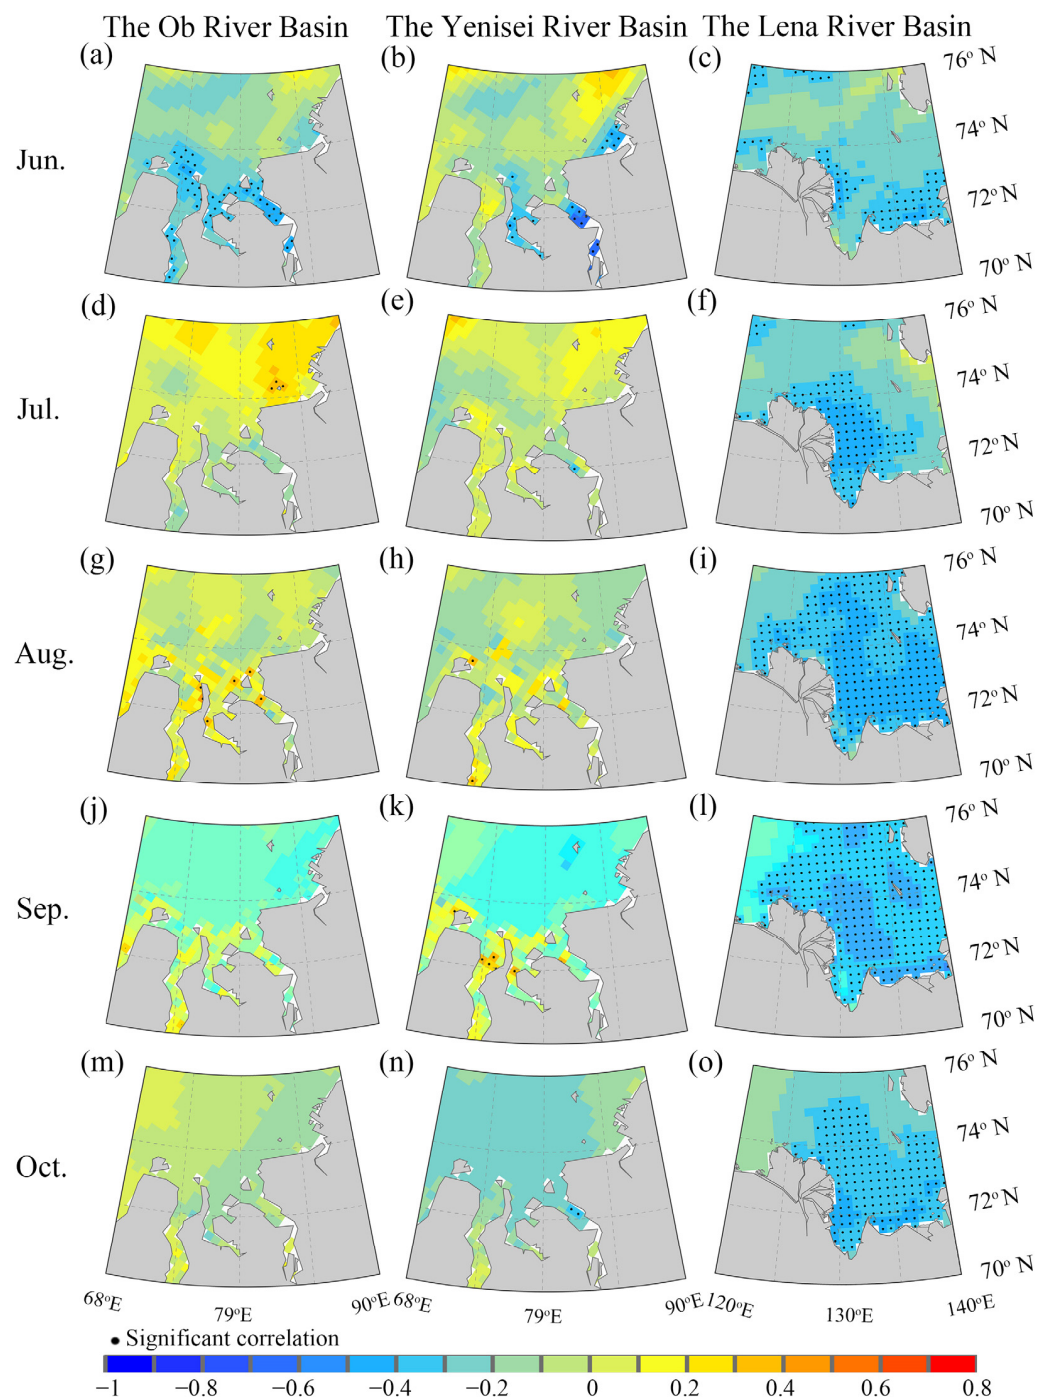 The Ob River Basin The Yenisei River Basin The Lena River Basin
(a) (b) (c) 76° N
74° N
Jun.
72° N
70° N
(d) (e) (f) 76° N
74° N
Jul.
72° N
70° N
(g) (h) (i) 76° N
74° N
Aug.
72° N
70° N
(j) (k) (l) 76° N
74° N
Sep.
72° N
70° N
(m) (n) (o) 76° N
74° N
Oct.
72° N
70° N
68°E 79°E 90°E 68°E 79°E 90°E 120°E 130°E 140°E
Significant correlation
−1 −0.8 −0.6 −0.4 −0.2 0 0.2 0.4 0.6 0.8